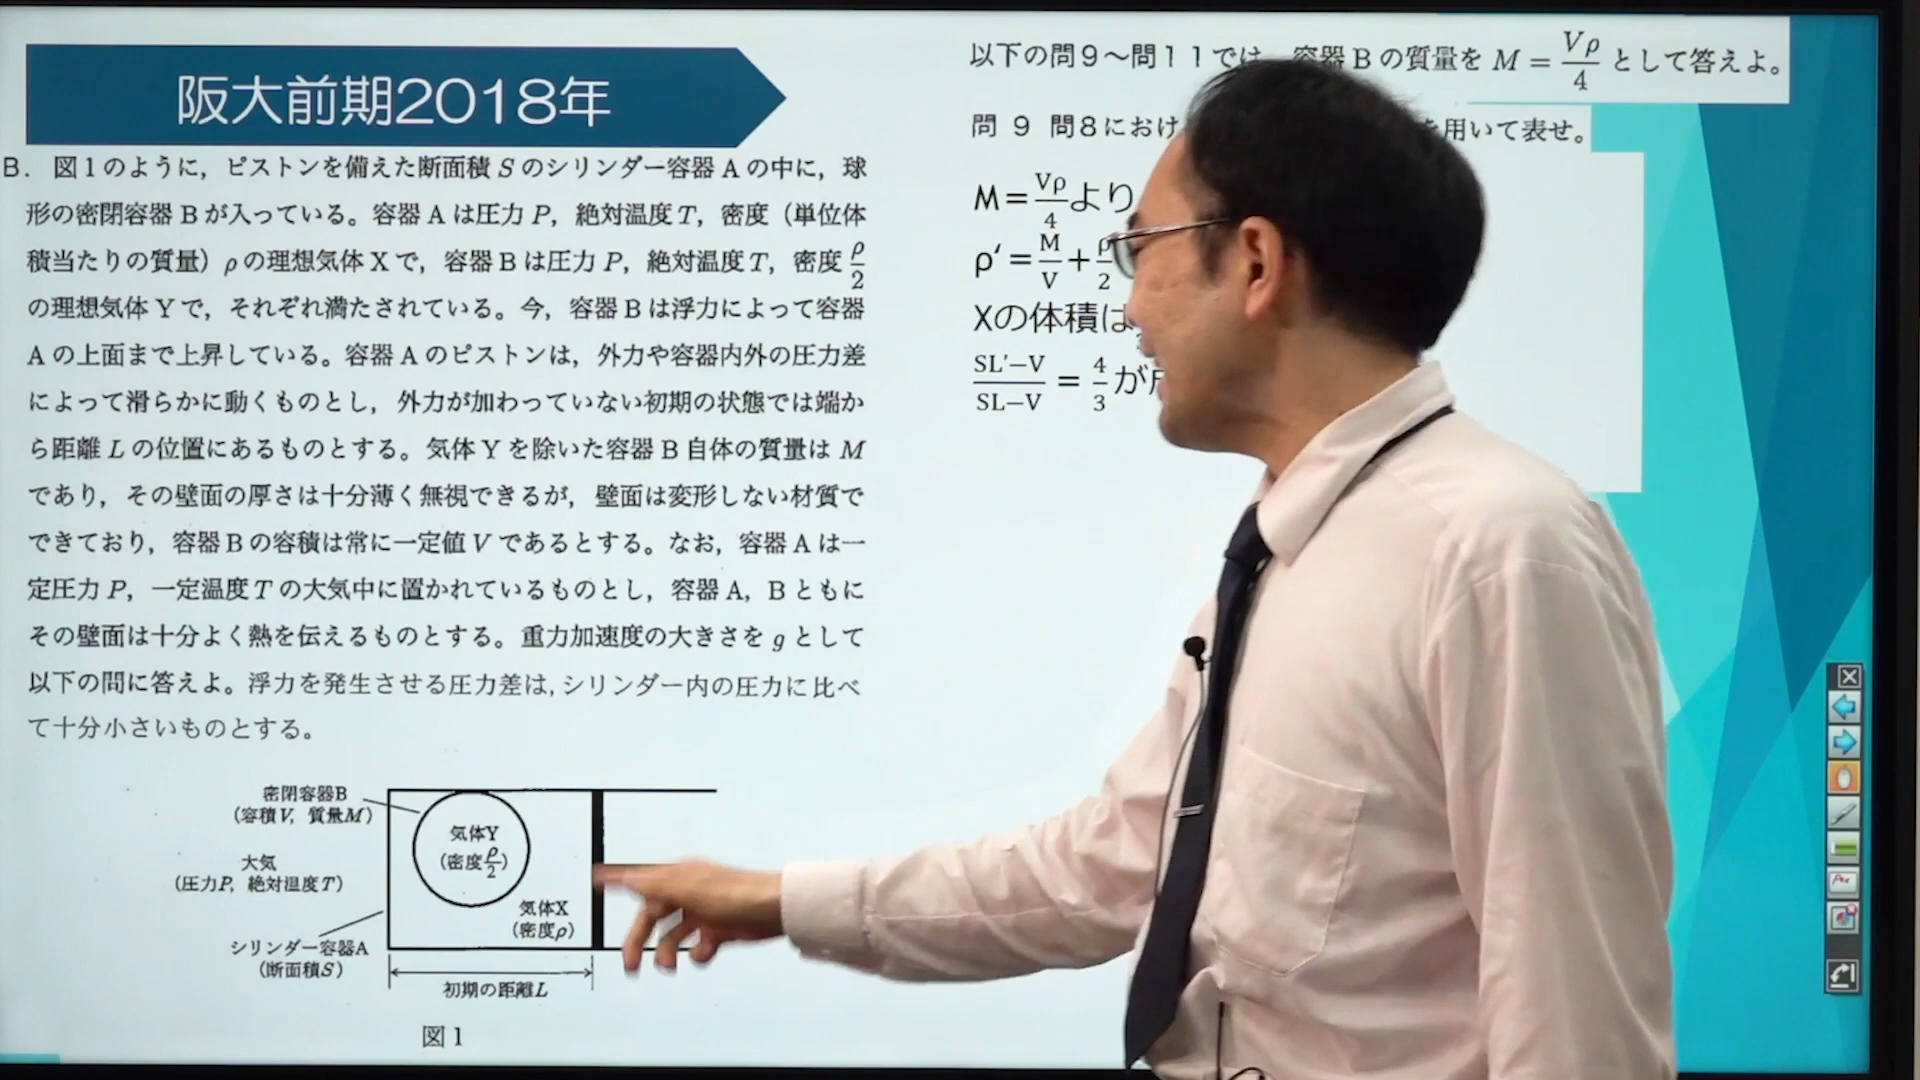 阪大前期2018年
B. 図1のように，ピストンを備えた断面積Sのシリンダー容器Aの中に，球
形の密閉容器Bが入っている。容器Aは圧力P，絶対温度T，密度（単位体
積当たりの質量）ρの理想気体Xで，容器Bは圧力P，絶対温度T，密度ρ/2
の理想気体Yで，それぞれ満たされている。今，容器Bは浮力によって容器
Aの上面まで上昇している。容器Aのピストンは，外力や容器内外の圧力差
によって滑らかに動くものとし，外力が加わっていない初期の状態では端か
ら距離Lの位置にあるものとする。気体Yを除いた容器B自体の質量はM
であり，その壁面の厚さは十分薄く無視できるが，壁面は変形しない材質で
できており，容器Bの容積は常に一定値Vであるとする。なお，容器Aは一
定圧力P，一定温度Tの大気中に置かれているものとし，容器A，Bともに
その壁面は十分よく熱を伝えるものとする。重力加速度の大きさをgとして
以下の問に答えよ。浮力を発生させる圧力差は，シリンダー内の圧力に比べ
て十分小さいものとする。
密閉容器B
（容積V，質量M）
大気
（圧力P，絶対温度T）
シリンダー容器A
（断面積S）
気体Y
（密度ρ/2）
気体X
（密度ρ）
初期の距離L
図1
以下の問9〜問11では 容器Bの質量を M = Vρ/4 として答えよ。
問 9 問8におけ を用いて表せ。
M=Vρ/4より
ρ′=M/V+ρ/2
Xの体積は
SL′−V/SL−V = 4/3が